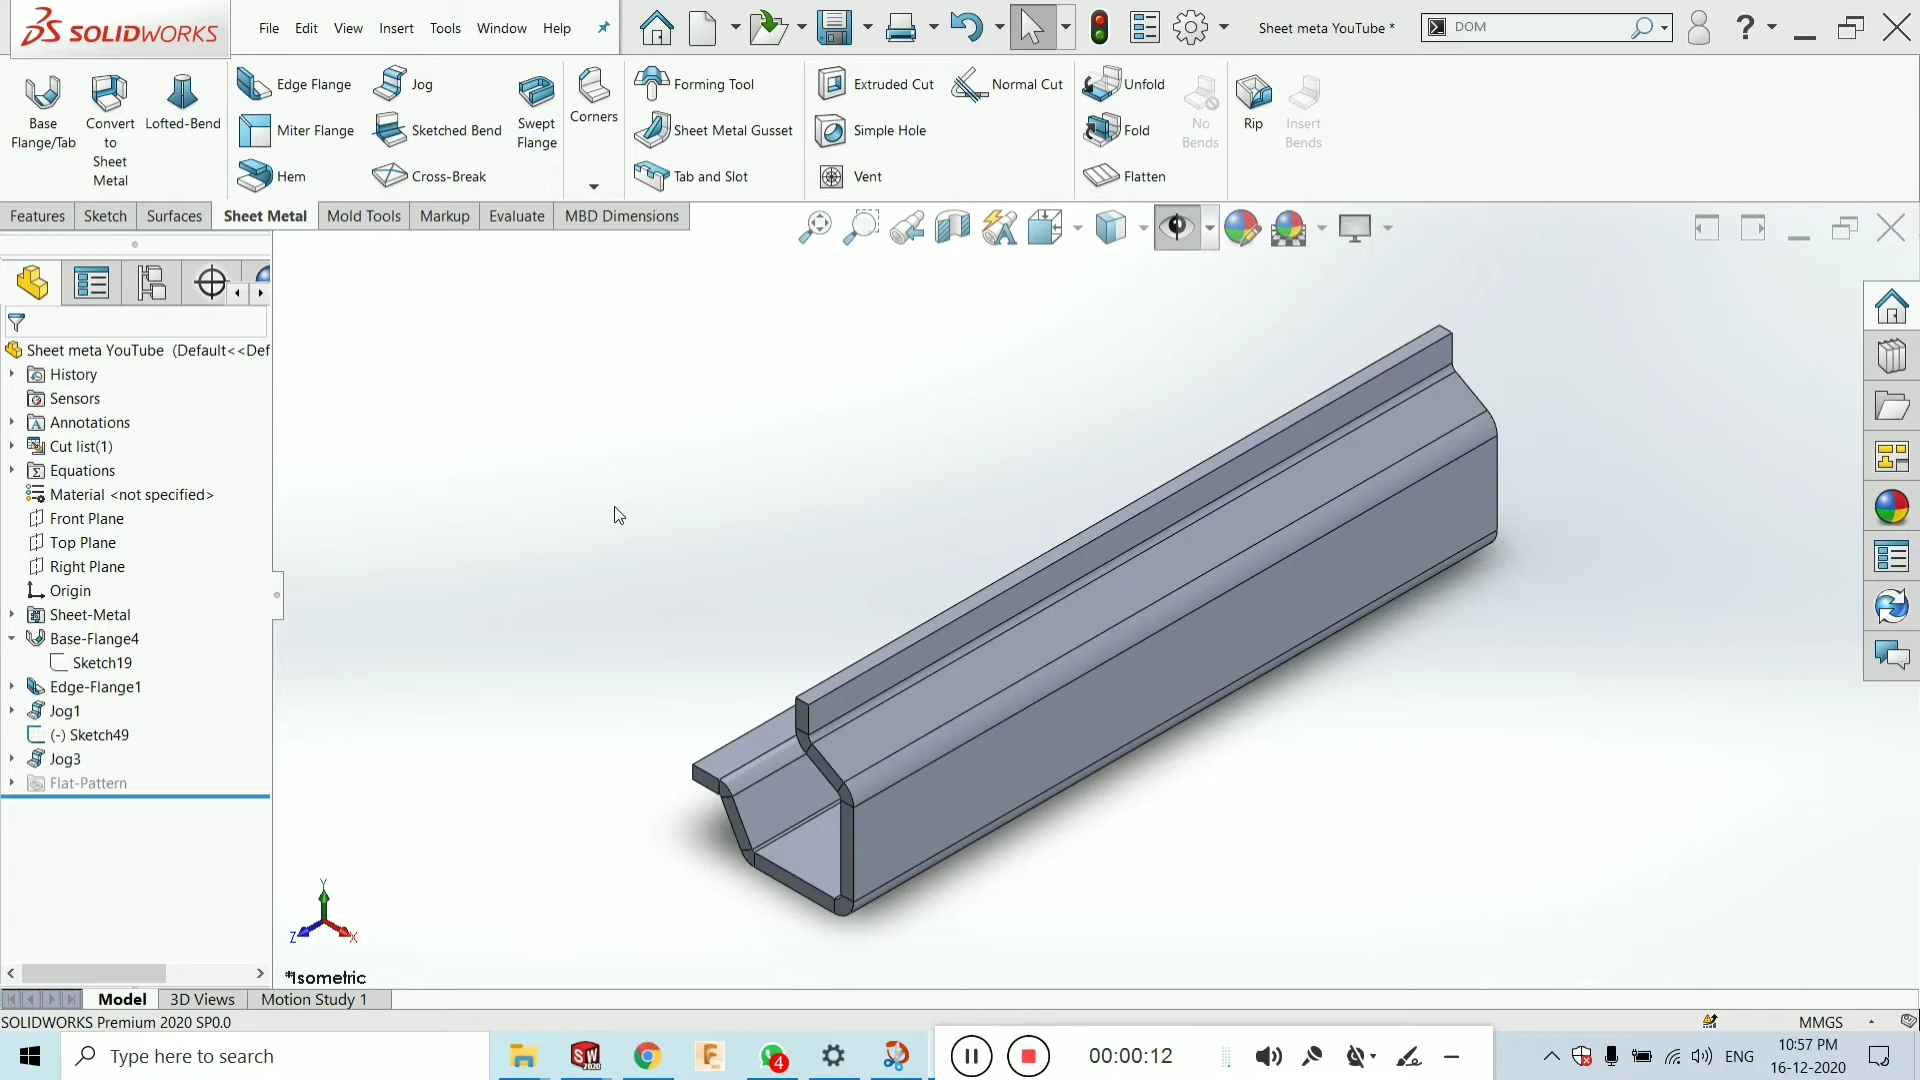 SOLIDWORKS
File Edit View Insert Tools Window Help
Sheet meta YouTube *
DOM
Base Flange/Tab
Convert to Sheet Metal
Lofted-Bend
Edge Flange
Miter Flange
Hem
Jog
Sketched Bend
Cross-Break
Swept Flange
Corners
Forming Tool
Sheet Metal Gusset
Tab and Slot
Extruded Cut
Simple Hole
Vent
Normal Cut
Unfold
Fold
Flatten
No Bends
Rip
Insert Bends
Features Sketch Surfaces Sheet Metal Mold Tools Markup Evaluate MBD Dimensions
Sheet meta YouTube (Default<<Def
History
Sensors
Annotations
Cut list(1)
Equations
Material <not specified>
Front Plane
Top Plane
Right Plane
Origin
Sheet-Metal
Base-Flange4
Sketch19
Edge-Flange1
Jog1
(-) Sketch49
Jog3
Flat-Pattern
Y
Z
X
*Isometric
Model 3D Views Motion Study 1
SOLIDWORKS Premium 2020 SP0.0
MMGS
Type here to search
SW
2020
F
4
00:00:12
ENG
10:57 PM
16-12-2020